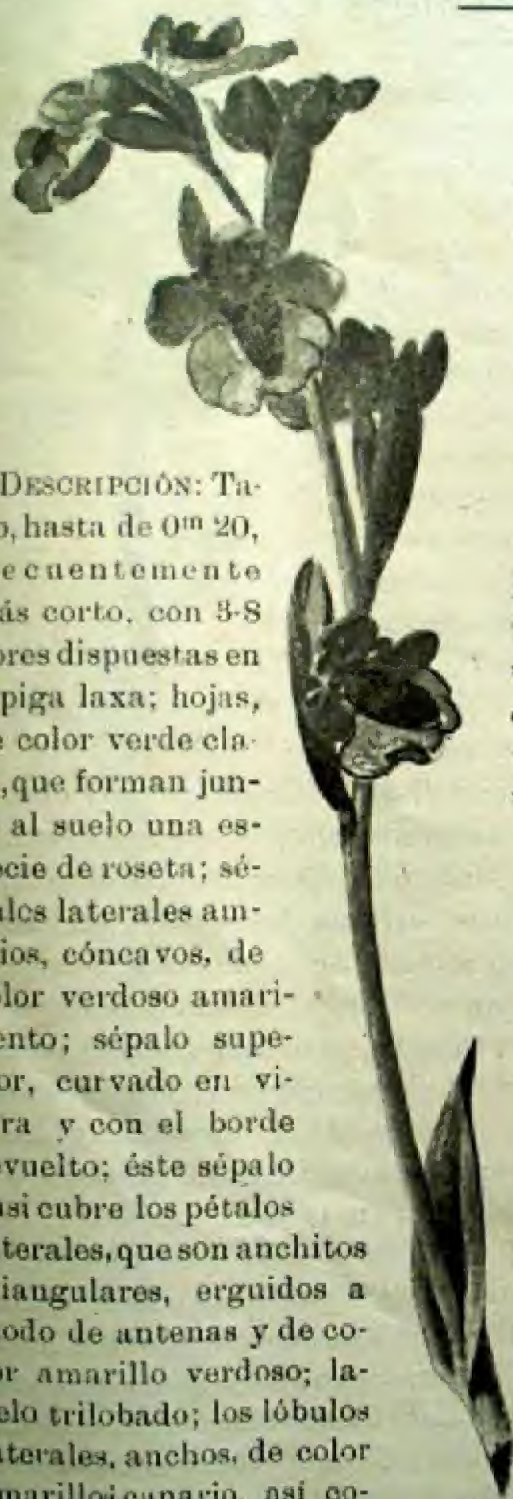 DESCRIPCIÓN: Ta-
o, hasta de 0m 20,
ecuentemente
ás corto, con 3-8
ores dispuestas en
piga laxa; hojas,
e color verde cla-
, que forman jun-
al suelo una es-
ecie de roseta; sé-
alos laterales am-
ios, cóncavos, de
olor verdoso amari-
ento; sépalo supe-
or, curvado en vi-
ra y con el borde
vuelto; éste sépalo
asi cubre los pétalos
terales, que son anchitos
iangulares, erguidos a
odo de antenas y de co-
or amarillo verdoso; la-
elo trilobado; los lóbulos
aterales, anchos, de color
marillo canario, así co-